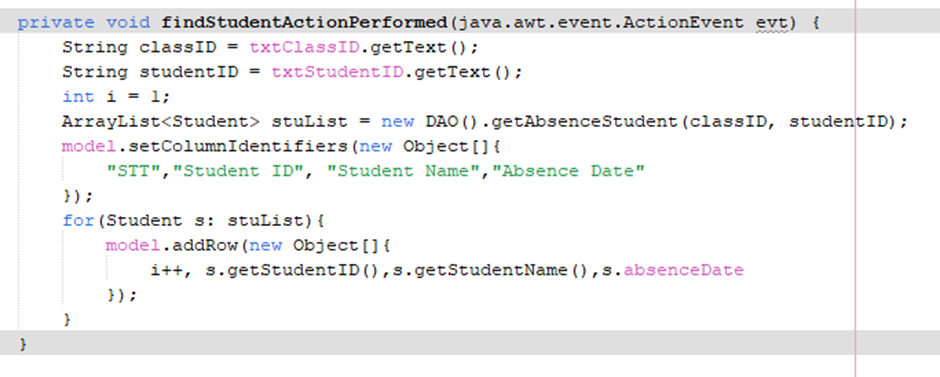 private void findStudentActionPerformed(java.awt.event.ActionEvent evt) {
    String classID = txtClassID.getText();
    String studentID = txtStudentID.getText();
    int i = 1;
    ArrayList<Student> stuList = new DAO().getAbsenceStudent(classID, studentID);
    model.setColumnIdentifiers(new Object[]{
        "STT","Student ID", "Student Name","Absence Date"
    });
    for(Student s: stuList){
        model.addRow(new Object[]{
            i++, s.getStudentID(),s.getStudentName(),s.absenceDate
        });
    }
}